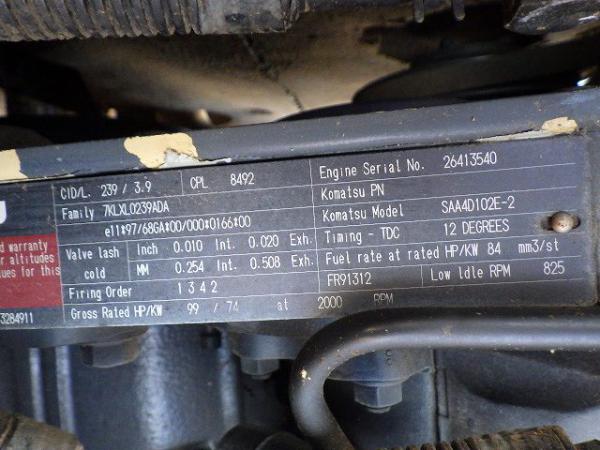 CID/L. 239 / 3.9 CPL 8492
Family 7KLXL0239ADA
e11*97/68GA*00/000*0166*00
Valve lash cold Inch 0.010 Int. 0.020 Exh.
MM 0.254 Int. 0.508 Exh.
Firing Order 1 3 4 2
Gross Rated HP/KW 99 / 74 at 2000 RPM
Engine Serial No. 26413540
Komatsu PN
Komatsu Model SAA4D102E-2
Timing - TDC 12 DEGREES
Fuel rate at rated HP/KW 84 mm3/st
FR91312 Low Idle RPM 825
warranty
r altitudes
ues for this
3284911